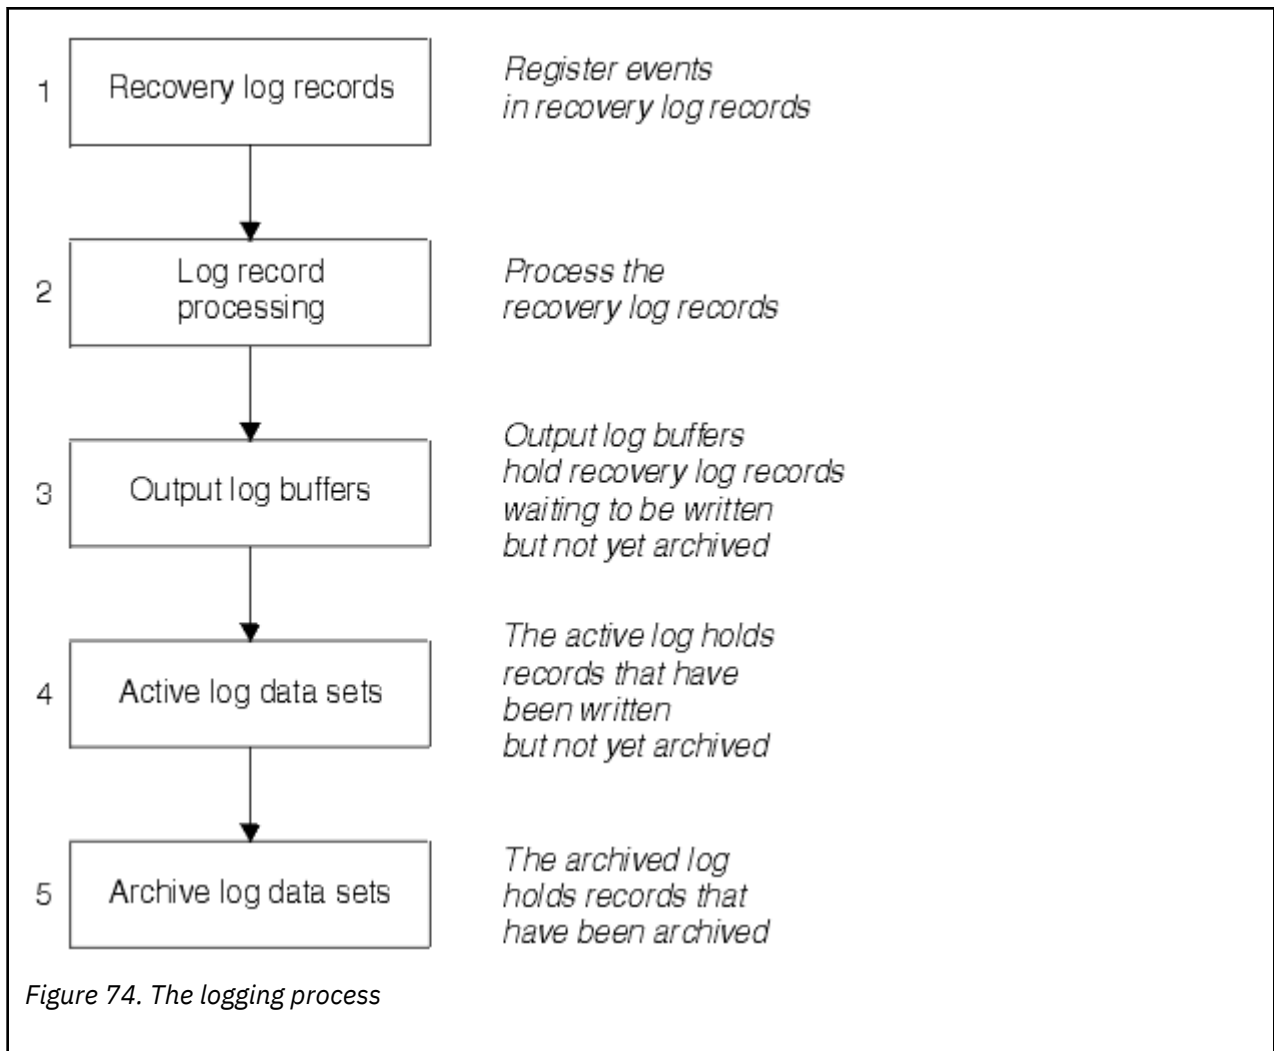 1
Recovery log records
Register events
in recovery log records
2
Log record
processing
Process the
recovery log records
3
Output log buffers
Output log buffers
hold recovery log records
waiting to be written
but not yet archived
4
Active log data sets
The active log holds
records that have
been written
but not yet archived
5
Archive log data sets
The archived log
holds records that
have been archived
Figure 74. The logging process